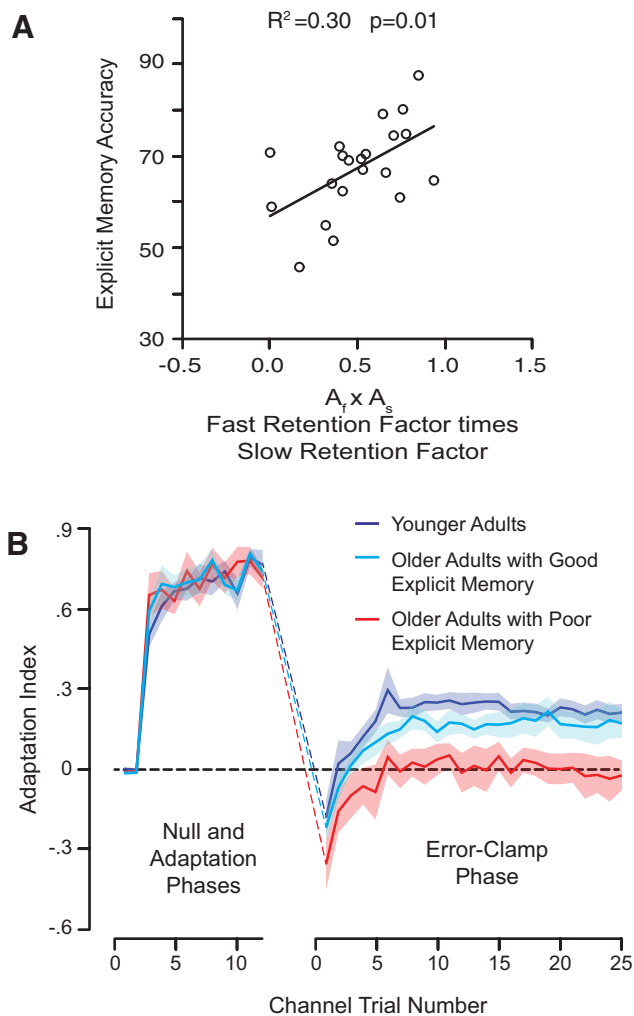 A
R²=0.30 p=0.01
Explicit Memory Accuracy
90
70
50
30
-0.5
0.0
0.5
1.0
1.5
A_f x A_s
Fast Retention Factor times
Slow Retention Factor
B
Younger Adults
Older Adults with Good
Explicit Memory
Older Adults with Poor
Explicit Memory
Adaptation Index
.9
.6
.3
0
-.3
-.6
Null and
Adaptation
Phases
Error-Clamp
Phase
0
5
10
0
5
10
15
20
25
Channel Trial Number